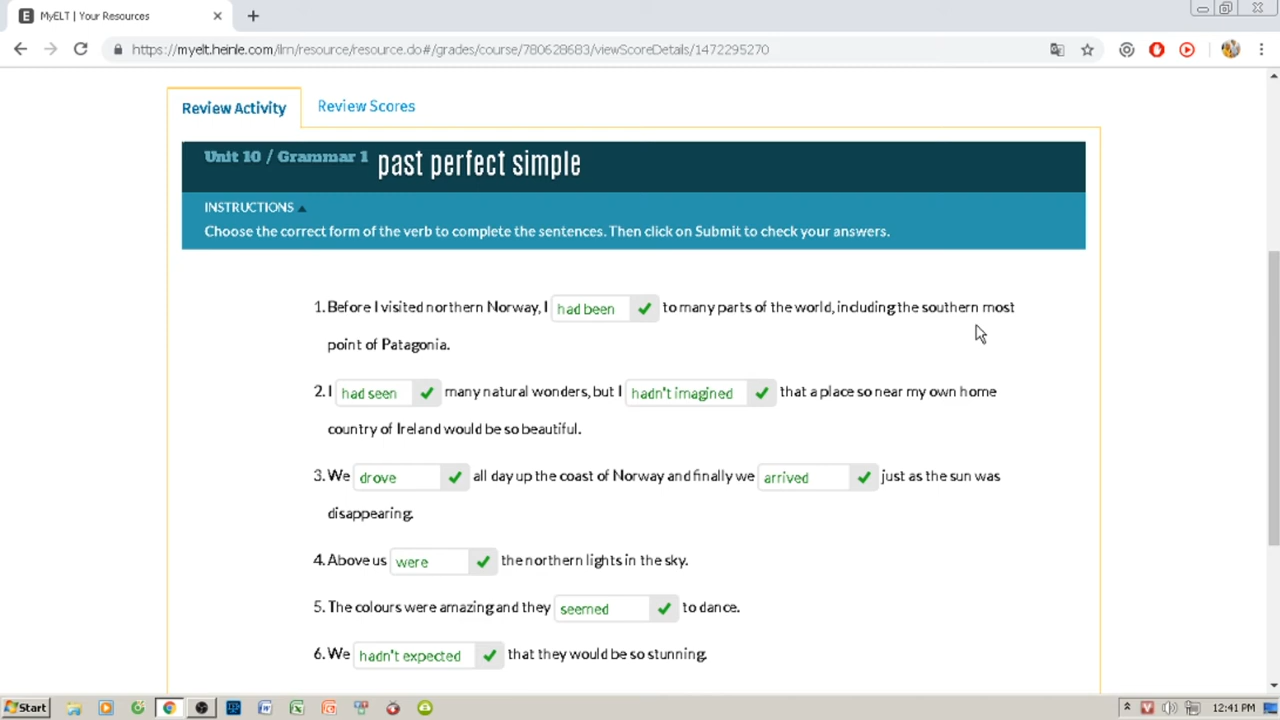 MyELT | Your Resources
https://myelt.heinle.com/ilrn/resource/resource.do#/grades/course/780628683/viewScoreDetails/1472295270
Review Activity
Review Scores
Unit 10 / Grammar 1 past perfect simple
INSTRUCTIONS
Choose the correct form of the verb to complete the sentences. Then click on Submit to check your answers.
1. Before I visited northern Norway, I had been to many parts of the world, including the southern most
point of Patagonia.
2. I had seen many natural wonders, but I hadn't imagined that a place so near my own home
country of Ireland would be so beautiful.
3. We drove all day up the coast of Norway and finally we arrived just as the sun was
disappearing.
4. Above us were the northern lights in the sky.
5. The colours were amazing and they seemed to dance.
6. We hadn't expected that they would be so stunning.
Start
12:41 PM